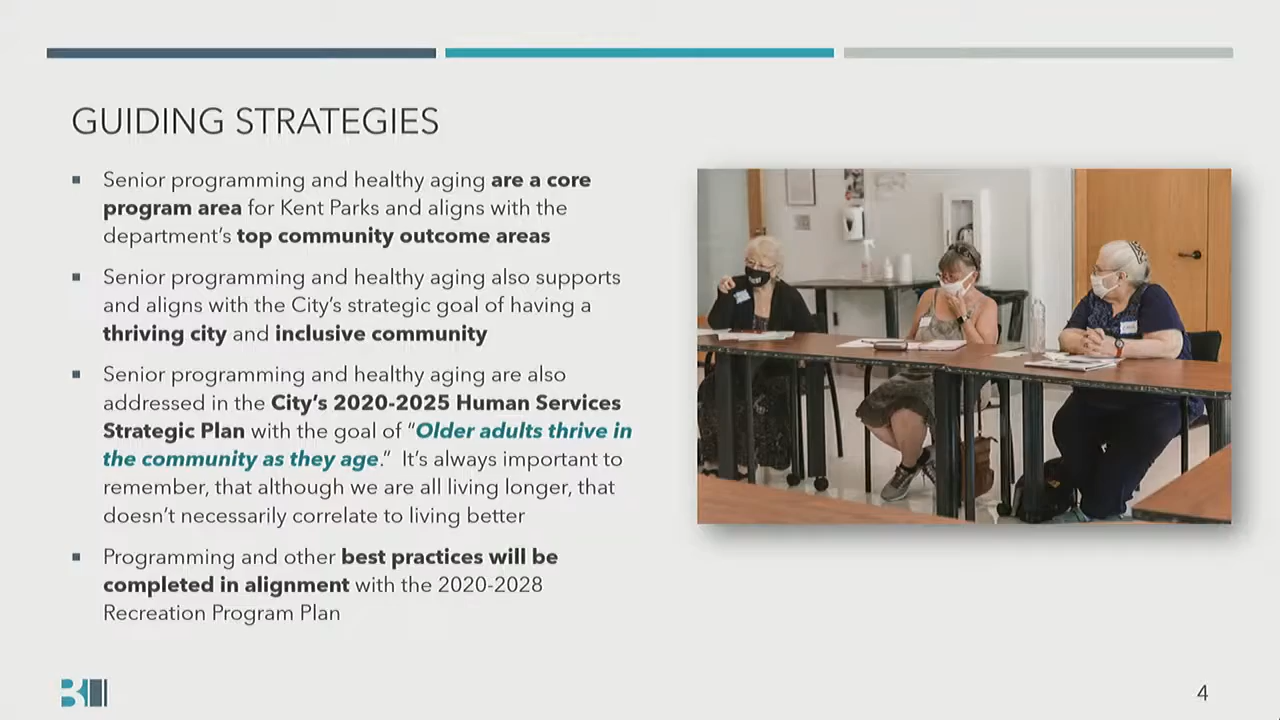 GUIDING STRATEGIES
Senior programming and healthy aging are a core
program area for Kent Parks and aligns with the
department's top community outcome areas
Senior programming and healthy aging also supports
and aligns with the City's strategic goal of having a
thriving city and inclusive community
Senior programming and healthy aging are also
addressed in the City's 2020-2025 Human Services
Strategic Plan with the goal of "Older adults thrive in
the community as they age." It's always important to
remember, that although we are all living longer, that
doesn't necessarily correlate to living better
Programming and other best practices will be
completed in alignment with the 2020-2028
Recreation Program Plan
4